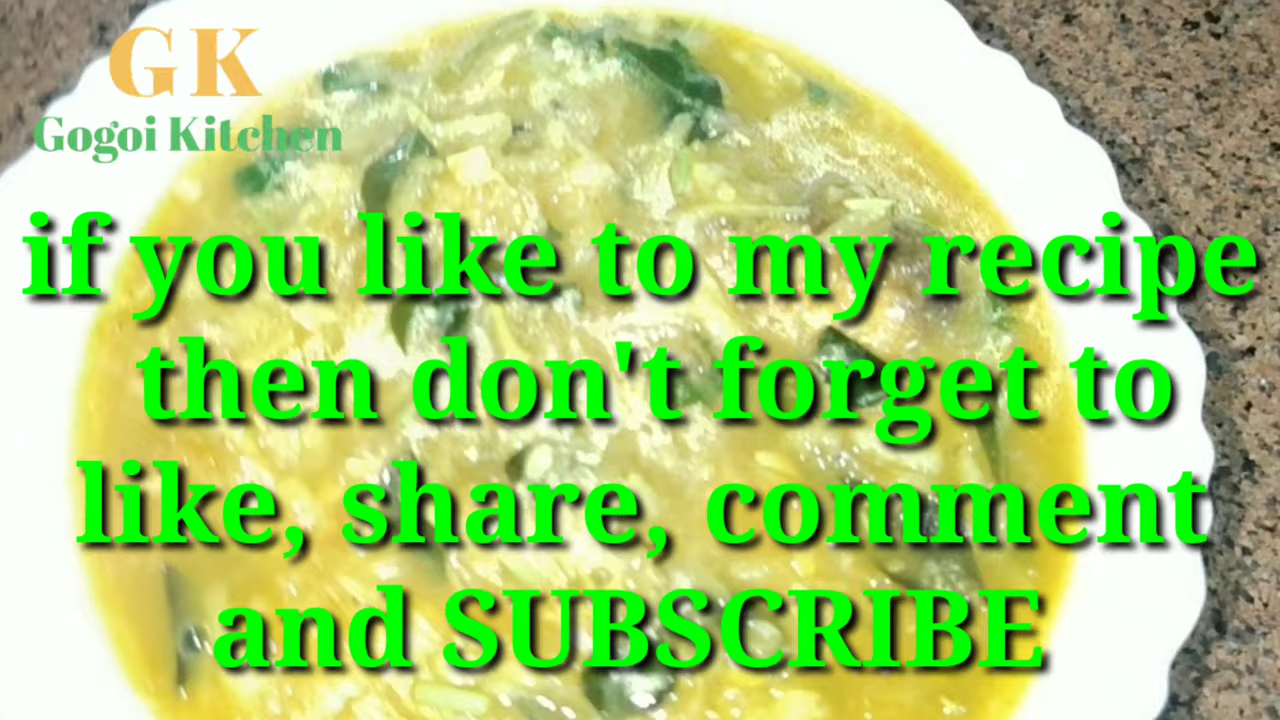 GK
Gogoi Kitchen
if you like to my recipe
then don't forget to
like, share, comment
and SUBSCRIBE